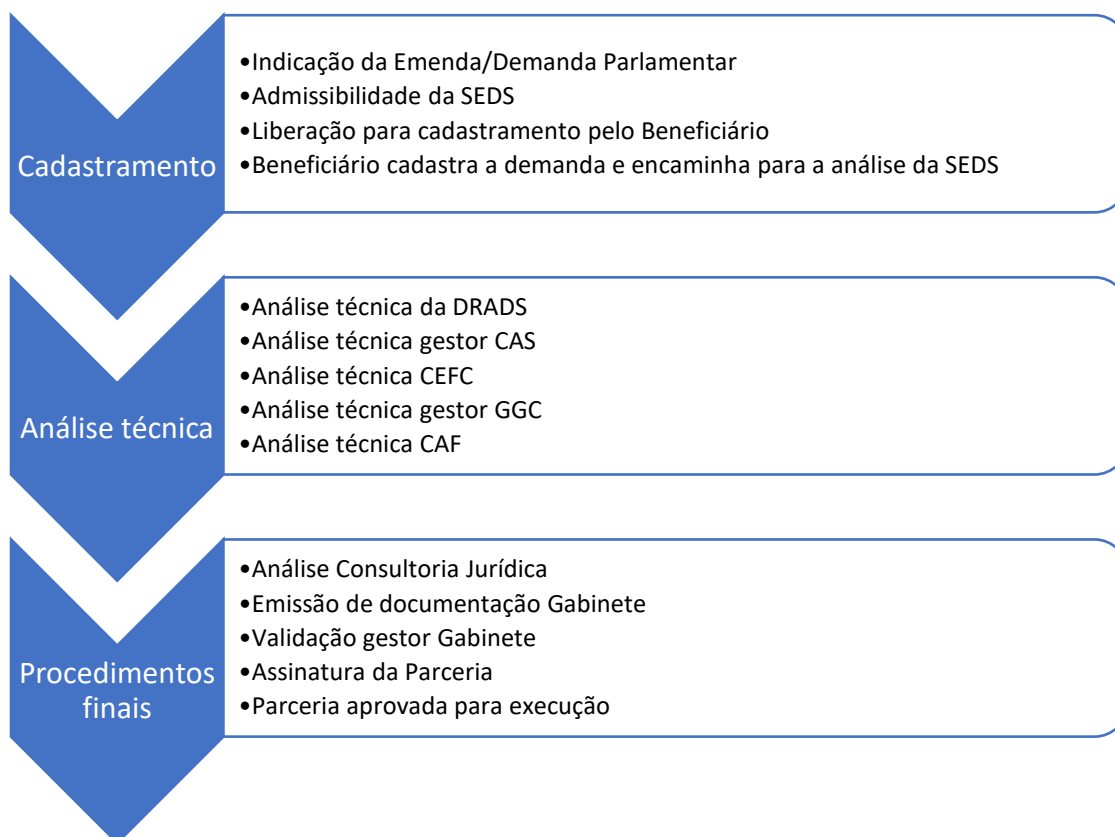 Cadastramento
•Indicação da Emenda/Demanda Parlamentar
•Admissibilidade da SEDS
•Liberação para cadastramento pelo Beneficiário
•Beneficiário cadastra a demanda e encaminha para a análise da SEDS
Análise técnica
•Análise técnica da DRADS
•Análise técnica gestor CAS
•Análise técnica CEFC
•Análise técnica gestor GGC
•Análise técnica CAF
Procedimentos
finais
•Análise Consultoria Jurídica
•Emissão de documentação Gabinete
•Validação gestor Gabinete
•Assinatura da Parceria
•Parceria aprovada para execução